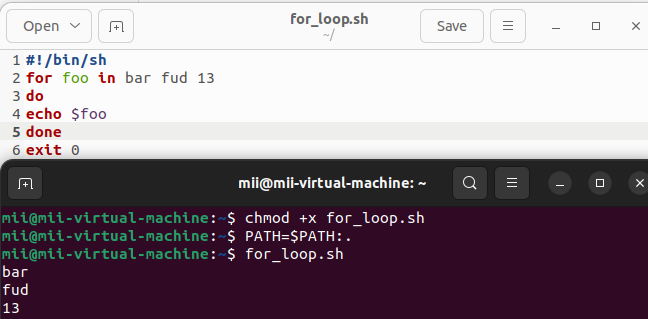 Open
for_loop.sh
~/
Save
1 #!/bin/sh
2 for foo in bar fud 13
3 do
4 echo $foo
5 done
6 exit 0
mii@mii-virtual-machine: ~
mii@mii-virtual-machine:~$ chmod +x for_loop.sh
mii@mii-virtual-machine:~$ PATH=$PATH:.
mii@mii-virtual-machine:~$ for_loop.sh
bar
fud
13